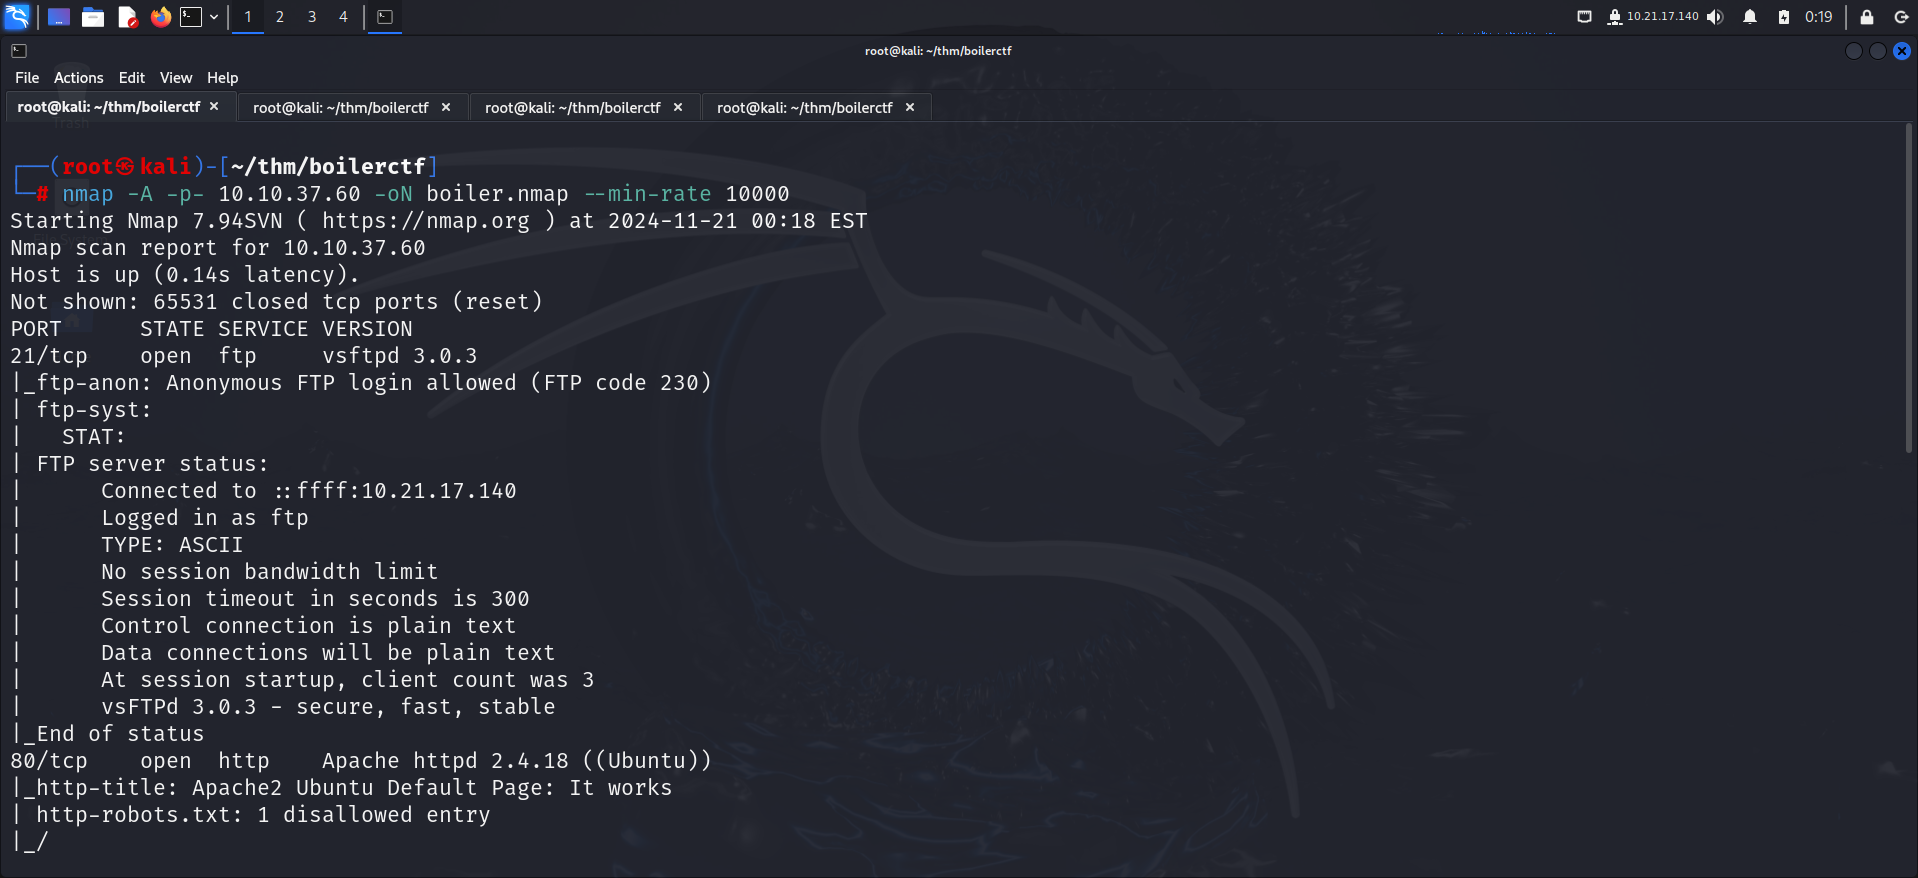 1 2 3 4 10.21.17.140 0:19
root@kali: ~/thm/boilerctf
File Actions Edit View Help
root@kali: ~/thm/boilerctf × root@kali: ~/thm/boilerctf × root@kali: ~/thm/boilerctf × root@kali: ~/thm/boilerctf ×
Trash
┌──(root㉿kali)-[~/thm/boilerctf]
└─# nmap -A -p- 10.10.37.60 -oN boiler.nmap --min-rate 10000
Starting Nmap 7.94SVN ( https://nmap.org ) at 2024-11-21 00:18 EST
Nmap scan report for 10.10.37.60
Host is up (0.14s latency).
Not shown: 65531 closed tcp ports (reset)
PORT      STATE SERVICE VERSION
21/tcp    open  ftp     vsftpd 3.0.3
|_ftp-anon: Anonymous FTP login allowed (FTP code 230)
| ftp-syst:
|   STAT:
| FTP server status:
|      Connected to ::ffff:10.21.17.140
|      Logged in as ftp
|      TYPE: ASCII
|      No session bandwidth limit
|      Session timeout in seconds is 300
|      Control connection is plain text
|      Data connections will be plain text
|      At session startup, client count was 3
|      vsFTPd 3.0.3 - secure, fast, stable
|_End of status
80/tcp    open  http    Apache httpd 2.4.18 ((Ubuntu))
|_http-title: Apache2 Ubuntu Default Page: It works
| http-robots.txt: 1 disallowed entry
|_/